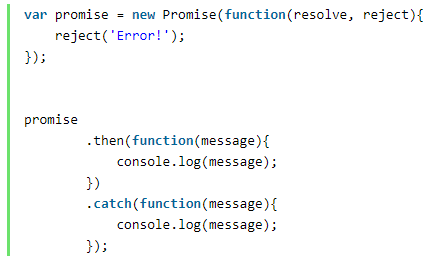 var promise = new Promise(function(resolve, reject){
    reject('Error!');
});


promise
        .then(function(message){
            console.log(message);
        })
        .catch(function(message){
            console.log(message);
        });